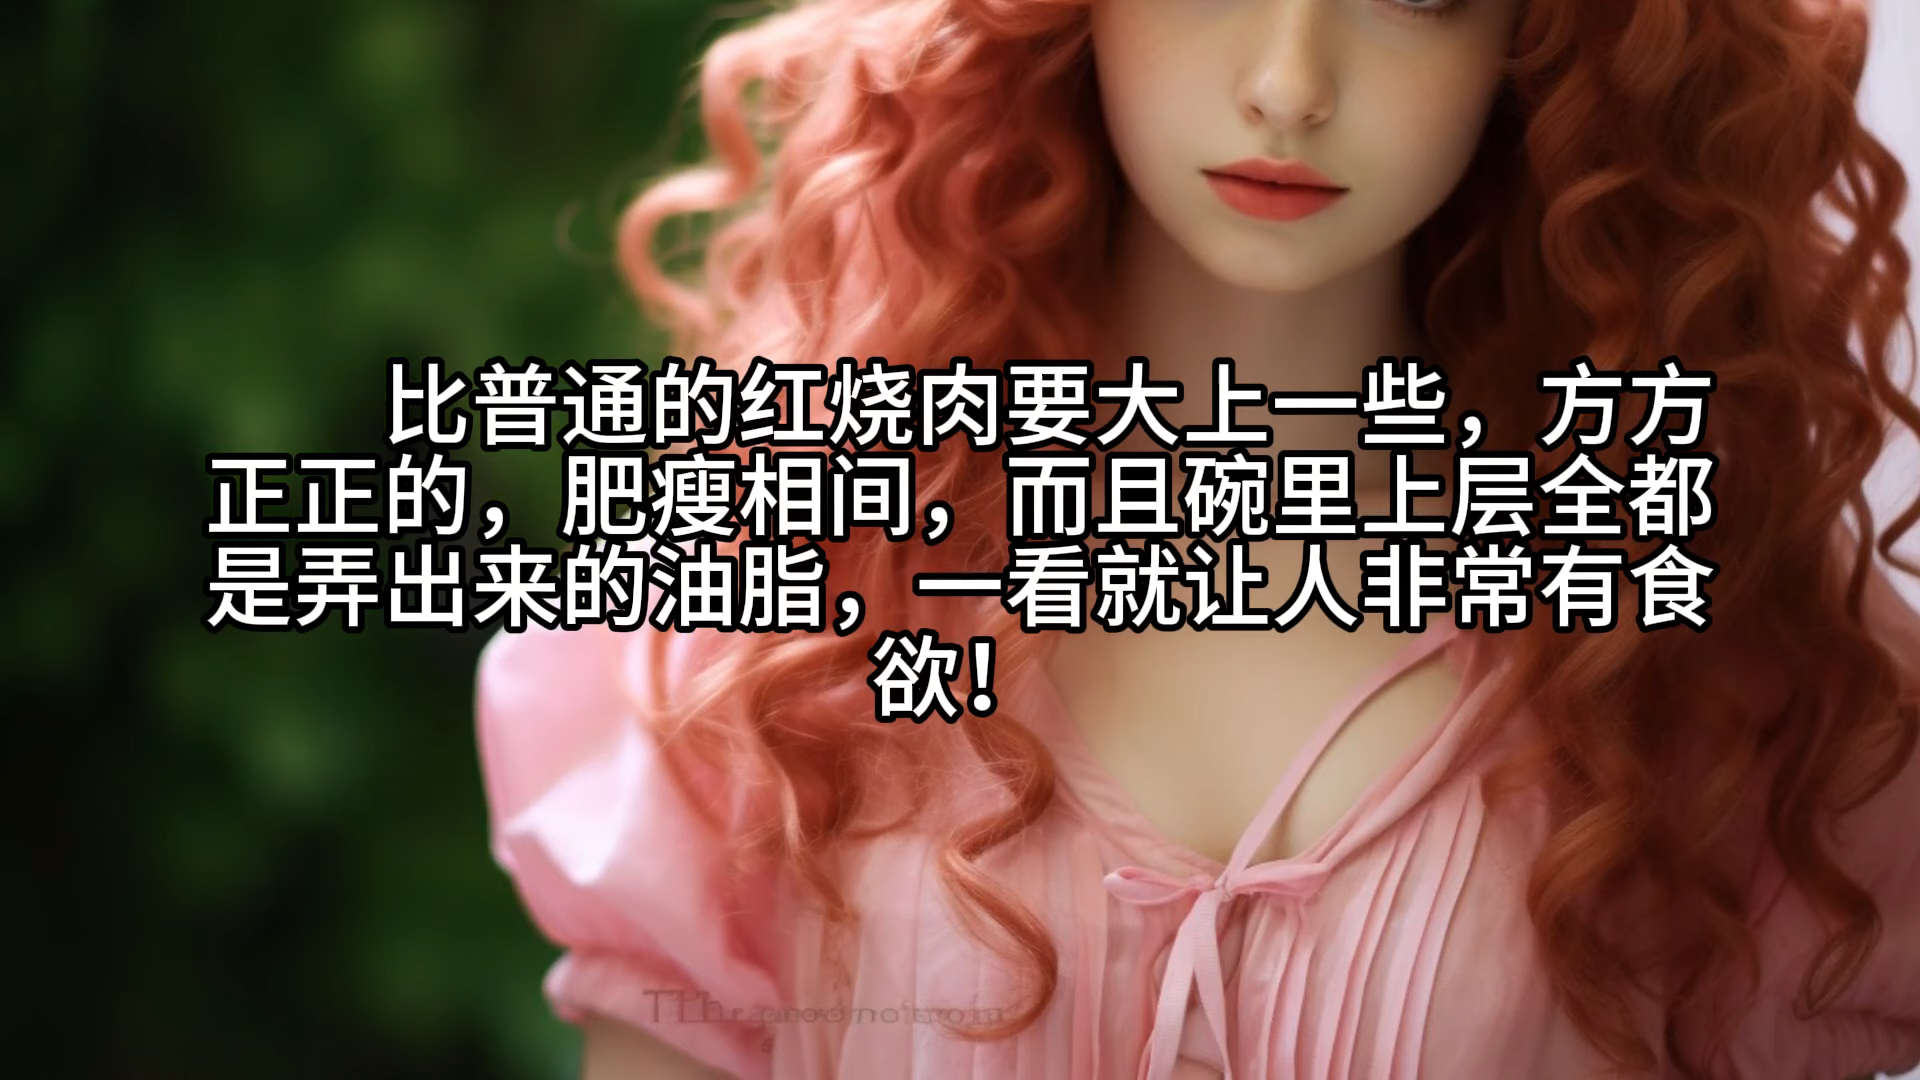 比普通的红烧肉要大上一些，方方
正正的，肥瘦相间，而且碗里上层全都
是弄出来的油脂，一看就让人非常有食
欲！